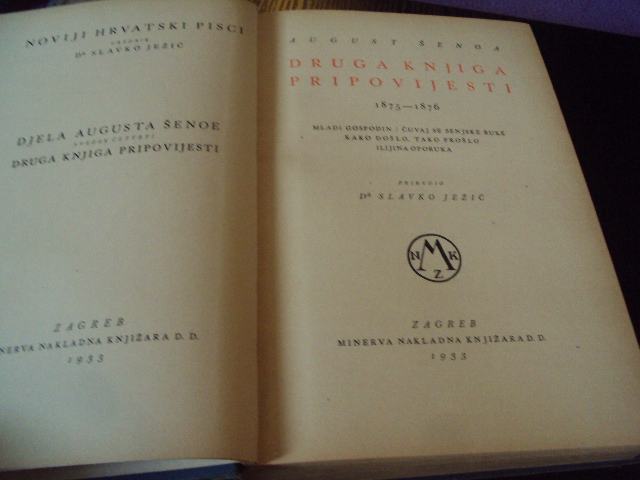 NOVIJI HRVATSKI PISCI
UREDNIK
Dr SLAVKO JEŽIĆ
DJELA AUGUSTA ŠENOE
DRUGA KNJIGA PRIPOVIJESTI
ZAGREB
NERVA NAKLADNA KNJIŽARA D. D.
1933
AUGUST ŠENOA
DRUGA KNJIGA
PRIPOVIJESTI
1875—1876
MLADI GOSPODIN / ČUVAJ SE SENJSKE RUKE
KAKO DOŠLO, TAKO PROŠLO
ILIJINA OPORUKA
PRIREDIO
Dr SLAVKO JEŽIĆ
M
N K
Z
ZAGREB
MINERVA NAKLADNA KNJIŽARA D. D.
1933